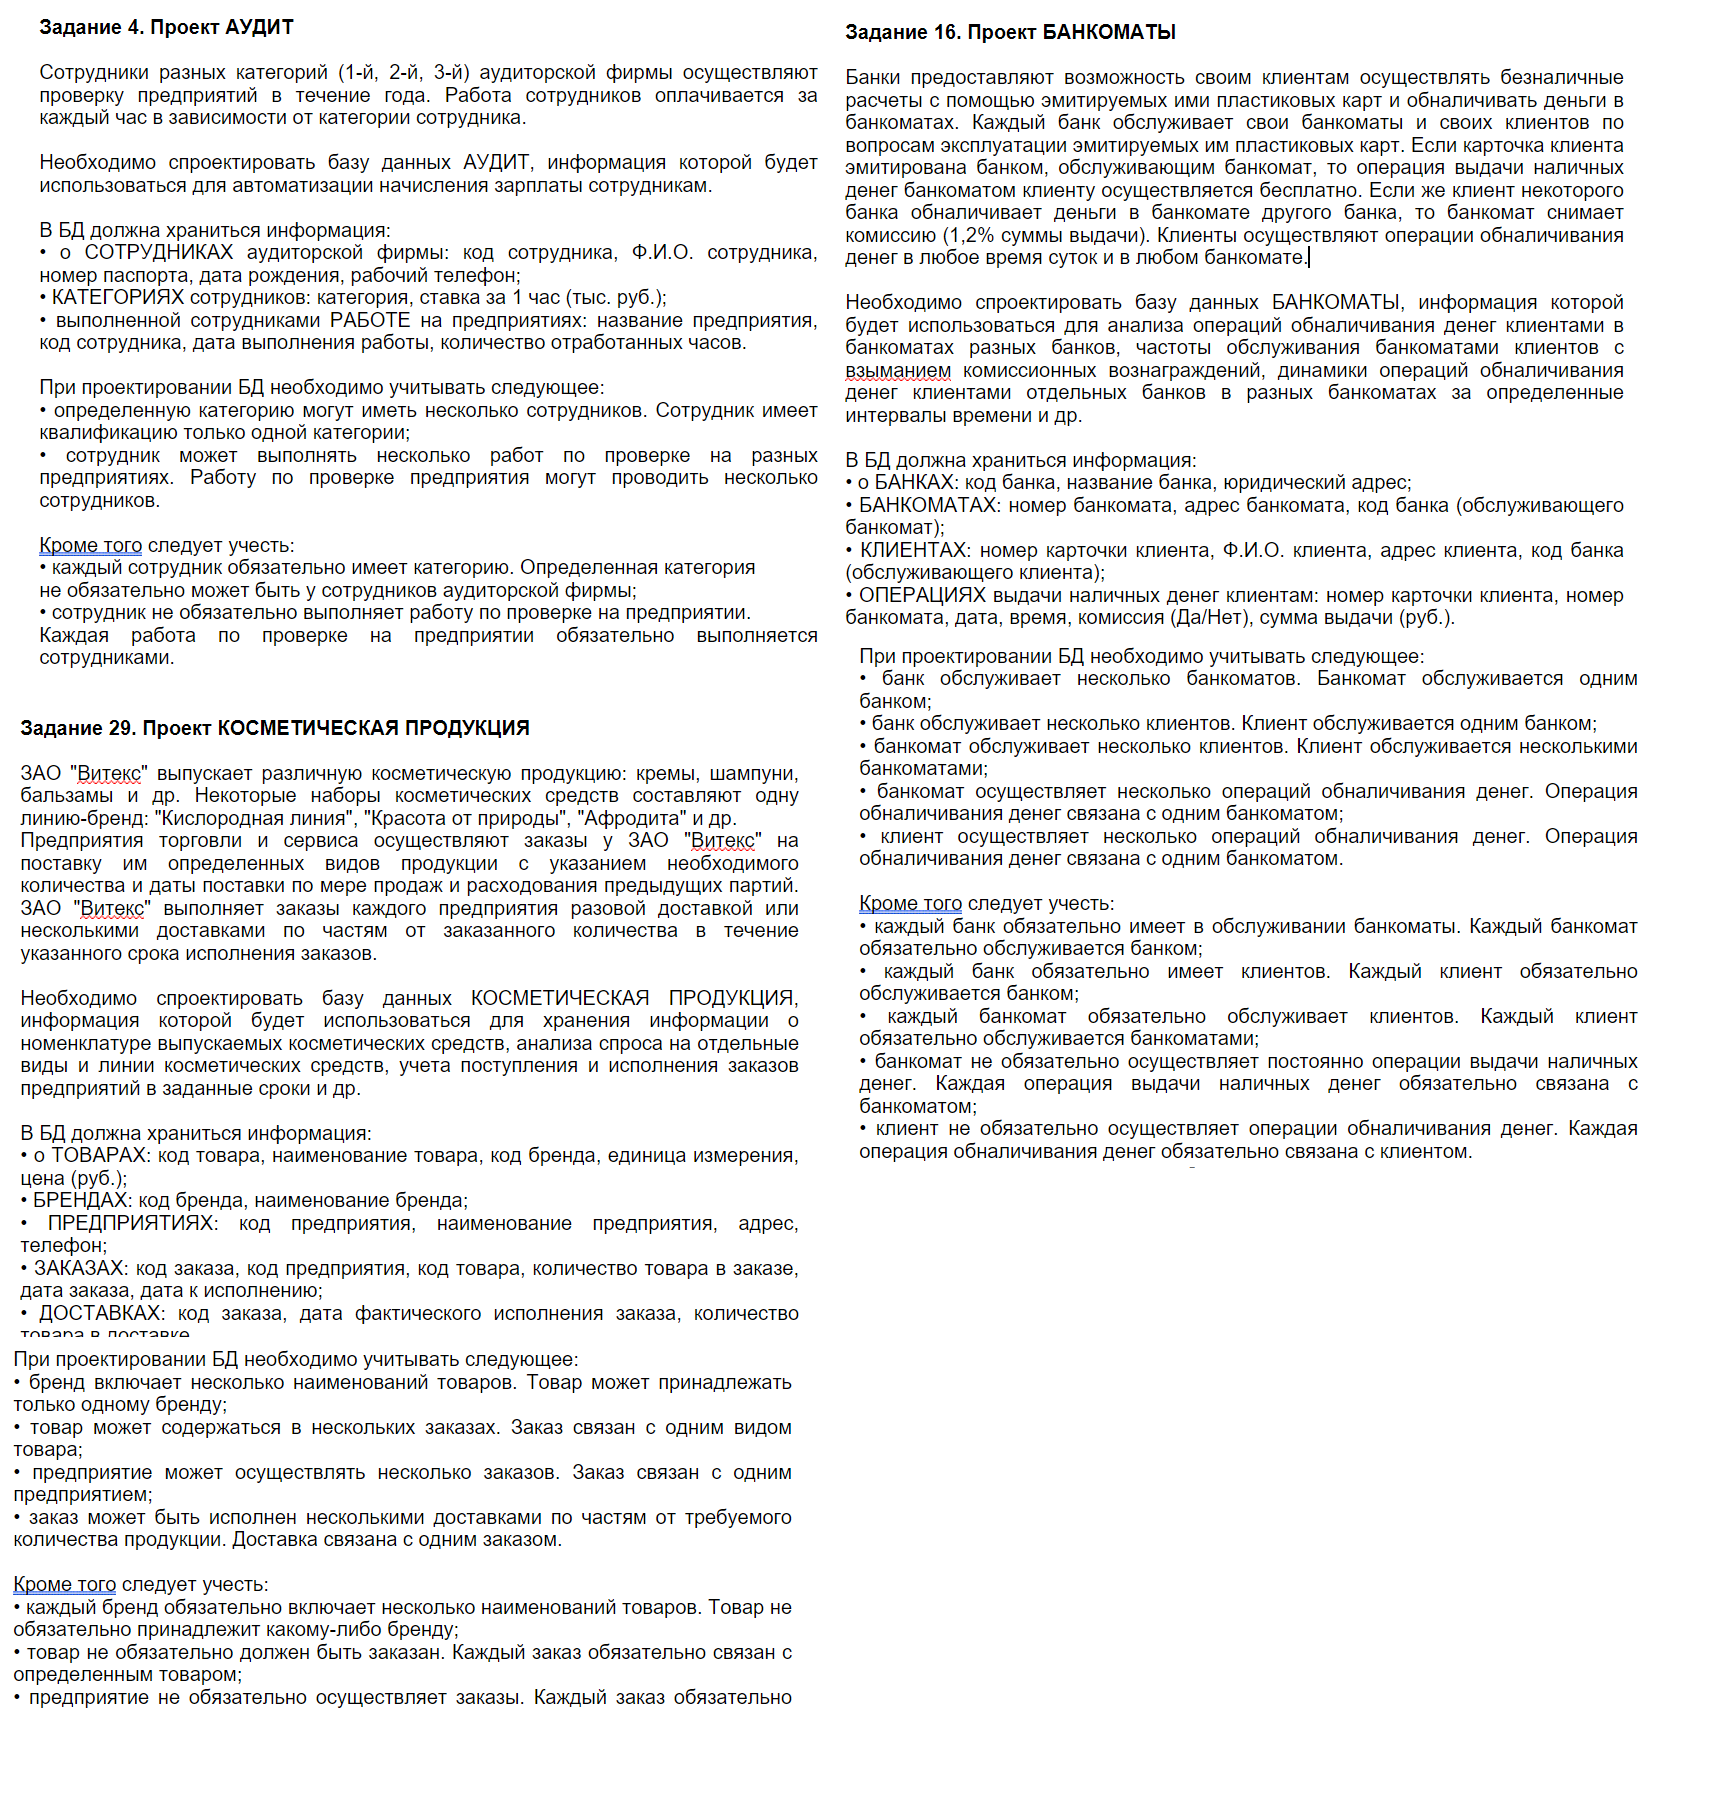 Задание 4. Проект АУДИТ
Сотрудники разных категорий (1-й, 2-й, 3-й) аудиторской фирмы осуществляют
проверку предприятий в течение года. Работа сотрудников оплачивается за
каждый час в зависимости от категории сотрудника.
Необходимо спроектировать базу данных АУДИТ, информация которой будет
использоваться для автоматизации начисления зарплаты сотрудникам.
В БД должна храниться информация:
• о СОТРУДНИКАХ аудиторской фирмы: код сотрудника, Ф.И.О. сотрудника,
номер паспорта, дата рождения, рабочий телефон;
• КАТЕГОРИЯХ сотрудников: категория, ставка за 1 час (тыс. руб.);
• выполненной сотрудниками РАБОТЕ на предприятиях: название предприятия,
код сотрудника, дата выполнения работы, количество отработанных часов.
При проектировании БД необходимо учитывать следующее:
• определенную категорию могут иметь несколько сотрудников. Сотрудник имеет
квалификацию только одной категории;
• сотрудник может выполнять несколько работ по проверке на разных
предприятиях. Работу по проверке предприятия могут проводить несколько
сотрудников.
Кроме того следует учесть:
• каждый сотрудник обязательно имеет категорию. Определенная категория
не обязательно может быть у сотрудников аудиторской фирмы;
• сотрудник не обязательно выполняет работу по проверке на предприятии.
Каждая работа по проверке на предприятии обязательно выполняется
сотрудниками.
Задание 29. Проект КОСМЕТИЧЕСКАЯ ПРОДУКЦИЯ
ЗАО "Витекс" выпускает различную косметическую продукцию: кремы, шампуни,
бальзамы и др. Некоторые наборы косметических средств составляют одну
линию-бренд: "Кислородная линия", "Красота от природы", "Афродита" и др.
Предприятия торговли и сервиса осуществляют заказы у ЗАО "Витекс" на
поставку им определенных видов продукции с указанием необходимого
количества и даты поставки по мере продаж и расходования предыдущих партий.
ЗАО "Витекс" выполняет заказы каждого предприятия разовой доставкой или
несколькими доставками по частям от заказанного количества в течение
указанного срока исполнения заказов.
Необходимо спроектировать базу данных КОСМЕТИЧЕСКАЯ ПРОДУКЦИЯ,
информация которой будет использоваться для хранения информации о
номенклатуре выпускаемых косметических средств, анализа спроса на отдельные
виды и линии косметических средств, учета поступления и исполнения заказов
предприятий в заданные сроки и др.
В БД должна храниться информация:
• о ТОВАРАХ: код товара, наименование товара, код бренда, единица измерения,
цена (руб.);
• БРЕНДАХ: код бренда, наименование бренда;
• ПРЕДПРИЯТИЯХ: код предприятия, наименование предприятия, адрес,
телефон;
• ЗАКАЗАХ: код заказа, код предприятия, код товара, количество товара в заказе,
дата заказа, дата к исполнению;
• ДОСТАВКАХ: код заказа, дата фактического исполнения заказа, количество
товара в доставке
При проектировании БД необходимо учитывать следующее:
• бренд включает несколько наименований товаров. Товар может принадлежать
только одному бренду;
• товар может содержаться в нескольких заказах. Заказ связан с одним видом
товара;
• предприятие может осуществлять несколько заказов. Заказ связан с одним
предприятием;
• заказ может быть исполнен несколькими доставками по частям от требуемого
количества продукции. Доставка связана с одним заказом.
Кроме того следует учесть:
• каждый бренд обязательно включает несколько наименований товаров. Товар не
обязательно принадлежит какому-либо бренду;
• товар не обязательно должен быть заказан. Каждый заказ обязательно связан с
определенным товаром;
• предприятие не обязательно осуществляет заказы. Каждый заказ обязательно
Задание 16. Проект БАНКОМАТЫ
Банки предоставляют возможность своим клиентам осуществлять безналичные
расчеты с помощью эмитируемых ими пластиковых карт и обналичивать деньги в
банкоматах. Каждый банк обслуживает свои банкоматы и своих клиентов по
вопросам эксплуатации эмитируемых им пластиковых карт. Если карточка клиента
эмитирована банком, обслуживающим банкомат, то операция выдачи наличных
денег банкоматом клиенту осуществляется бесплатно. Если же клиент некоторого
банка обналичивает деньги в банкомате другого банка, то банкомат снимает
комиссию (1,2% суммы выдачи). Клиенты осуществляют операции обналичивания
денег в любое время суток и в любом банкомате.
Необходимо спроектировать базу данных БАНКОМАТЫ, информация которой
будет использоваться для анализа операций обналичивания денег клиентами в
банкоматах разных банков, частоты обслуживания банкоматами клиентов с
взыманием комиссионных вознаграждений, динамики операций обналичивания
денег клиентами отдельных банков в разных банкоматах за определенные
интервалы времени и др.
В БД должна храниться информация:
• о БАНКАХ: код банка, название банка, юридический адрес;
• БАНКОМАТАХ: номер банкомата, адрес банкомата, код банка (обслуживающего
банкомат);
• КЛИЕНТАХ: номер карточки клиента, Ф.И.О. клиента, адрес клиента, код банка
(обслуживающего клиента);
• ОПЕРАЦИЯХ выдачи наличных денег клиентам: номер карточки клиента, номер
банкомата, дата, время, комиссия (Да/Нет), сумма выдачи (руб.).
При проектировании БД необходимо учитывать следующее:
• банк обслуживает несколько банкоматов. Банкомат обслуживается одним
банком;
• банк обслуживает несколько клиентов. Клиент обслуживается одним банком;
• банкомат обслуживает несколько клиентов. Клиент обслуживается несколькими
банкоматами;
• банкомат осуществляет несколько операций обналичивания денег. Операция
обналичивания денег связана с одним банкоматом;
• клиент осуществляет несколько операций обналичивания денег. Операция
обналичивания денег связана с одним банкоматом.
Кроме того следует учесть:
• каждый банк обязательно имеет в обслуживании банкоматы. Каждый банкомат
обязательно обслуживается банком;
• каждый банк обязательно имеет клиентов. Каждый клиент обязательно
обслуживается банком;
• каждый банкомат обязательно обслуживает клиентов. Каждый клиент
обязательно обслуживается банкоматами;
• банкомат не обязательно осуществляет постоянно операции выдачи наличных
денег. Каждая операция выдачи наличных денег обязательно связана с
банкоматом;
• клиент не обязательно осуществляет операции обналичивания денег. Каждая
операция обналичивания денег обязательно связана с клиентом.